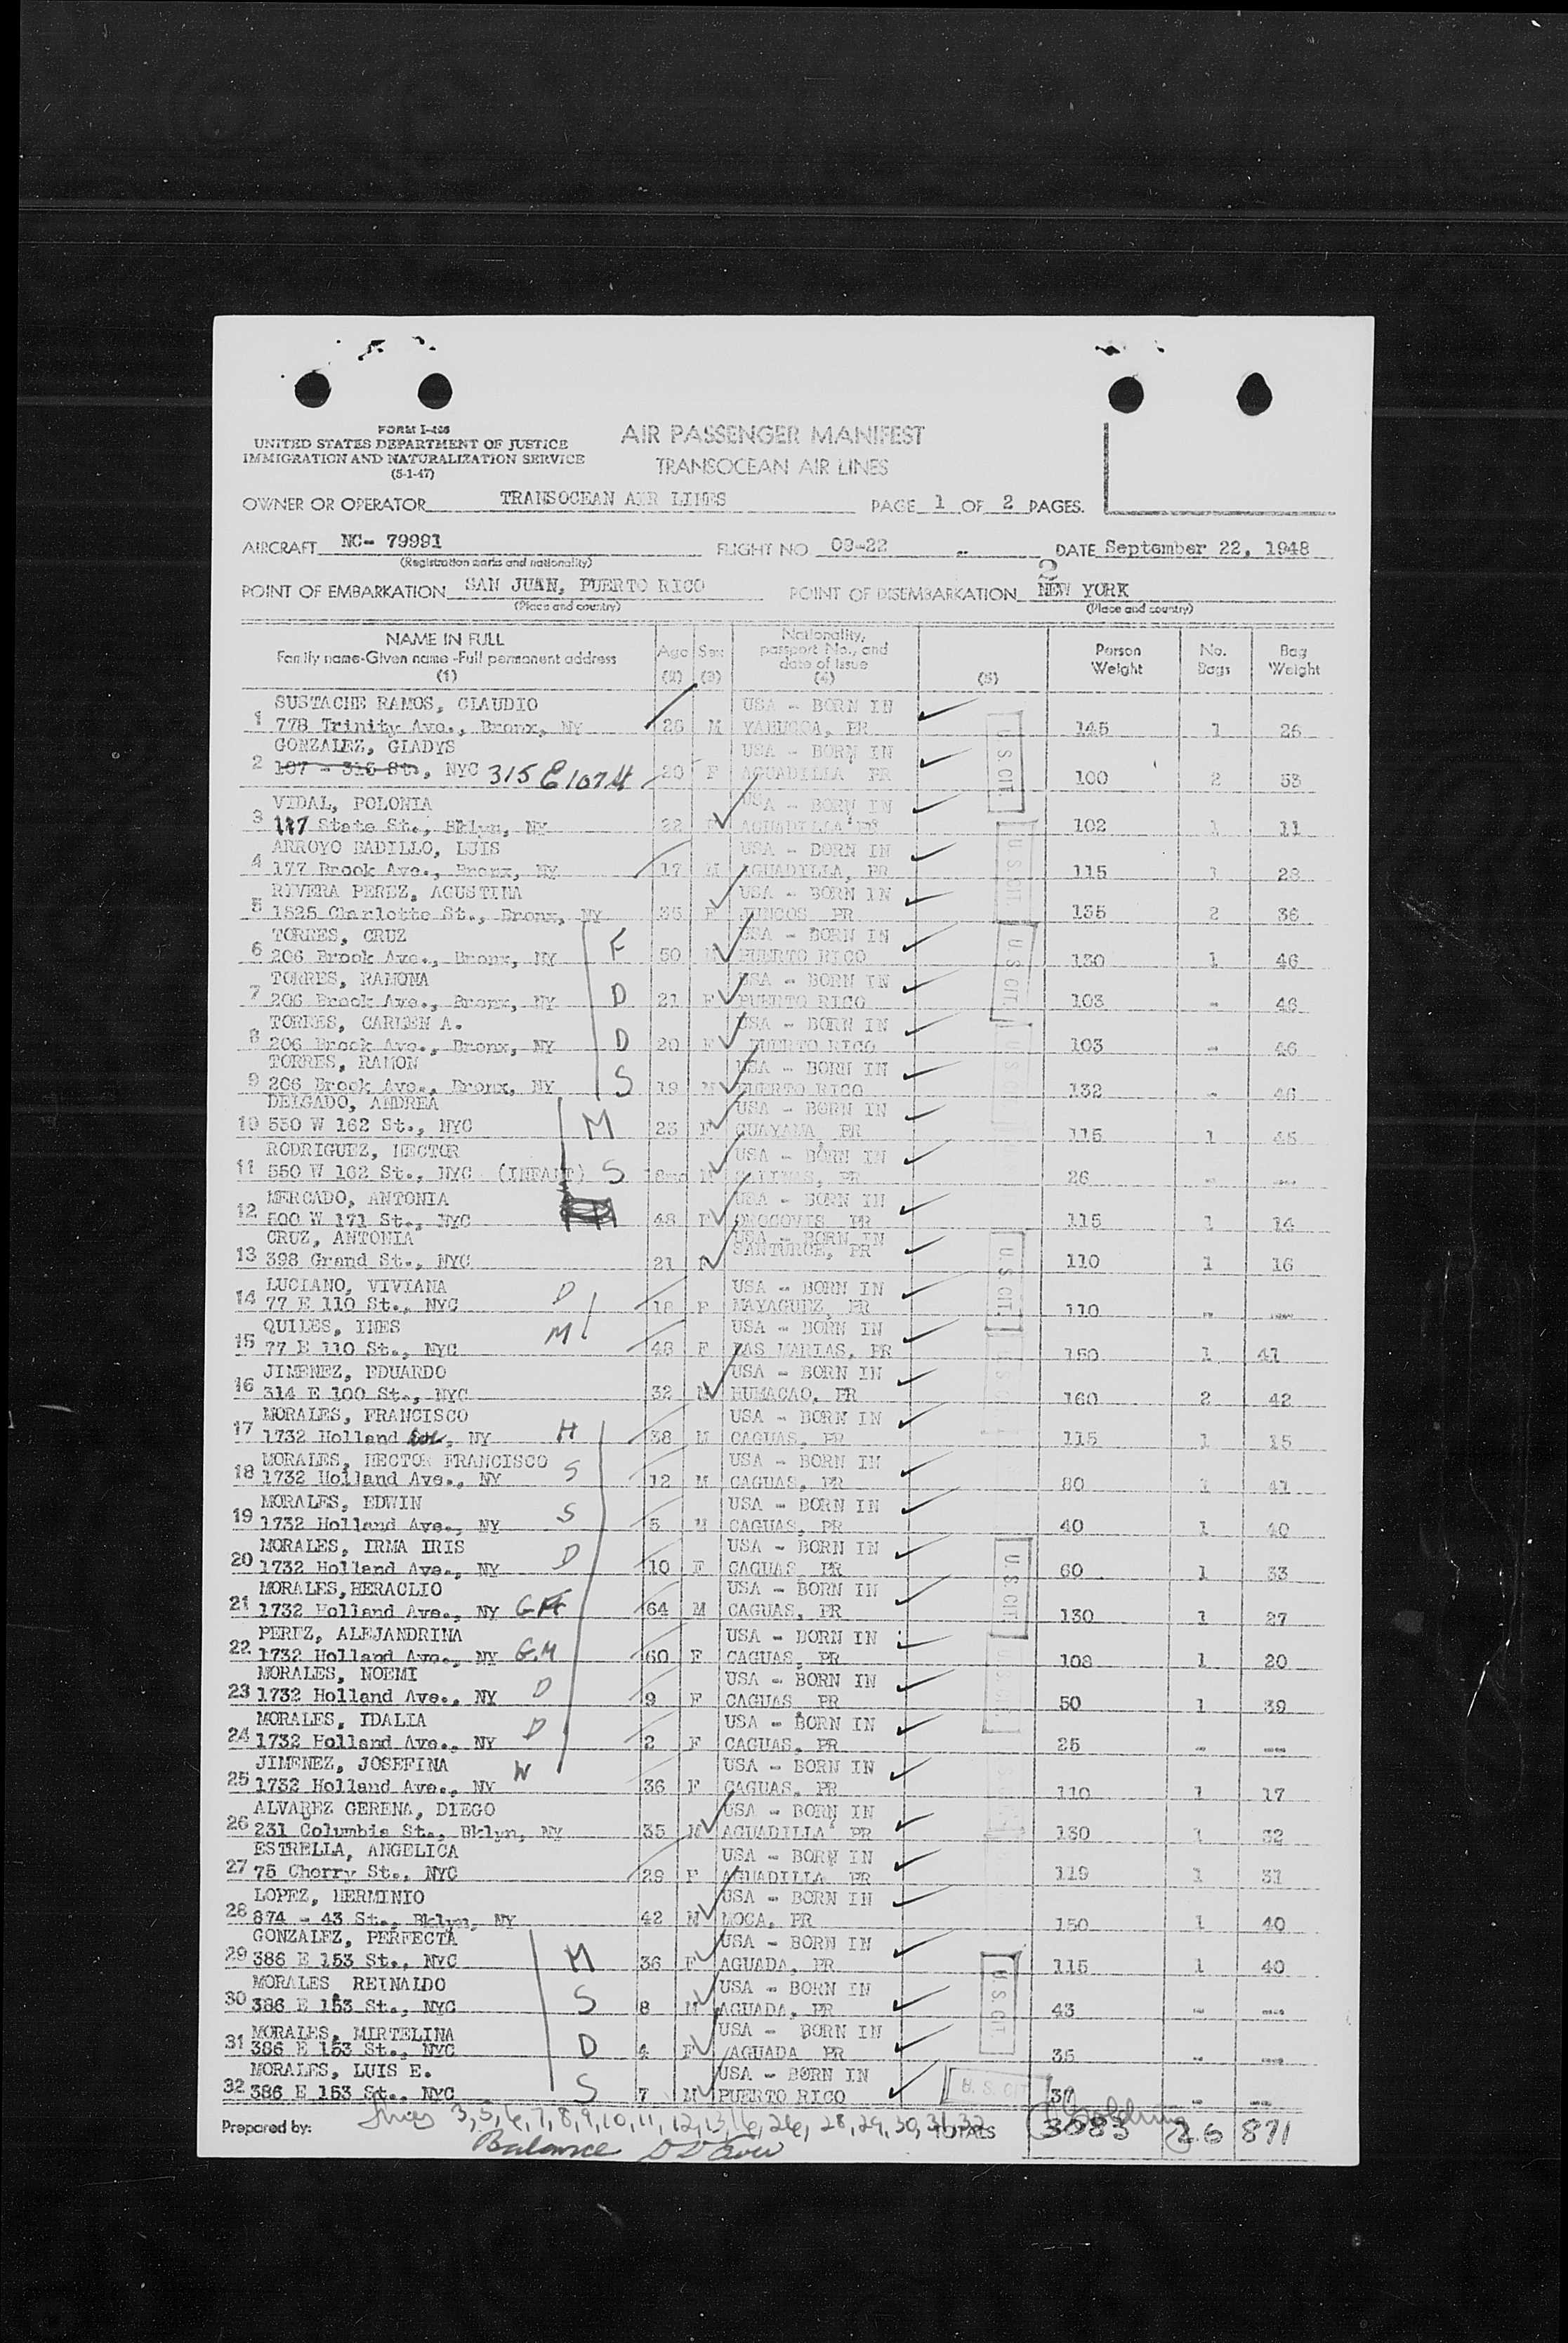 FORM I-466
UNITED STATES DEPARTMENT OF JUSTICE
IMMIGRATION AND NATURALIZATION SERVICE
(5-1-47)
AIR PASSENGER MANIFEST
TRANSOCEAN AIR LINES
OWNER OR OPERATOR TRANSOCEAN AIR LINES PAGE 1 OF 2 PAGES.
AIRCRAFT NC- 79991 FLIGHT NO 09-22 DATE September 22, 1948
(Registration marks and nationality)
POINT OF EMBARKATION SAN JUAN, PUERTO RICO POINT OF DISEMBARKATION NEW YORK
(Place and country) (Place and country)
NAME IN FULL Family name-Given name-Full permanent address (1) Age (2) Sex (3) Nationality, passport No., and date of issue (4) (5) Person Weight No. Bags Bag Weight
SUSTACHE RAMOS, CLAUDIO USA - BORN IN
1 778 Trinity Ave., Bronx, NY 26 M YABUCOA, PR 145 1 26
GONZALEZ, GLADYS USA - BORN IN
2 107 - 316 St., NYC 315 E 107 St 20 F AGUADILLA, PR 100 2 53
VIDAL, POLONIA USA - BORN IN
3 117 State St., Bklyn, NY 22 F AGUADILLA, PR 102 1 11
ARROYO BADILLO, LUIS USA - BORN IN
4 177 Brook Ave., Bronx, NY 17 M AGUADILLA, PR 115 1 28
RIVERA PEREZ, AGUSTINA USA - BORN IN
5 1525 Charlotte St., Bronx, NY 36 F JUNCOS, PR 135 2 36
TORRES, CRUZ F USA - BORN IN
6 206 Brook Ave., Bronx, NY 50 M PUERTO RICO 130 1 46
TORRES, RAMONA USA - BORN IN
7 206 Brook Ave., Bronx, NY D 21 F PUERTO RICO 103 - 46
TORRES, CARMEN A. USA - BORN IN
8 206 Brook Ave., Bronx, NY D 20 F PUERTO RICO 103 - 46
TORRES, RAMON USA - BORN IN
9 206 Brook Ave., Bronx, NY S 19 M PUERTO RICO 132 - 46
DELGADO, ANDREA USA - BORN IN
10 550 W 162 St., NYC M 23 F GUAYAMA, PR 115 1 45
RODRIGUEZ, HECTOR USA - BORN IN
11 550 W 162 St., NYC (INFANT) S 8mo M SALINAS, PR 26 - ---
MERCADO, ANTONIA USA - BORN IN
12 500 W 171 St., NYC 48 F OROCOVIS, PR 115 1 14
CRUZ, ANTONIA USA - BORN IN
13 398 Grand St., NYC 21 F SANTURCE, PR 110 1 16
LUCIANO, VIVIANA D USA - BORN IN
14 77 E 110 St., NYC 18 F MAYAGUEZ, PR 110 - ---
QUILES, INES M USA - BORN IN
15 77 E 110 St., NYC 48 F LAS MARIAS, PR 150 1 41
JIMENEZ, EDUARDO USA - BORN IN
16 314 E 100 St., NYC 32 M HUMACAO, PR 160 2 42
MORALES, FRANCISCO USA - BORN IN
17 1732 Holland Ave, NY H 38 M CAGUAS, PR 115 1 15
MORALES, HECTOR FRANCISCO USA - BORN IN
18 1732 Holland Ave., NY S 12 M CAGUAS, PR 80 1 41
MORALES, EDWIN USA - BORN IN
19 1732 Holland Ave., NY S 5 M CAGUAS, PR 40 1 40
MORALES, IRMA IRIS USA - BORN IN
20 1732 Holland Ave., NY D 10 F CAGUAS, PR 60 1 33
MORALES,HERACLIO USA - BORN IN
21 1732 Holland Ave., NY GF 64 M CAGUAS, PR 130 1 27
PEREZ, ALEJANDRINA USA - BORN IN
22 1732 Holland Ave., NY G.M 60 F CAGUAS, PR 108 1 20
MORALES, NOEMI USA - BORN IN
23 1732 Holland Ave., NY D 9 F CAGUAS, PR 50 1 39
MORALES, IDALIA USA - BORN IN
24 1732 Holland Ave., NY D 2 F CAGUAS, PR 25 - ---
JIMENEZ, JOSEFINA W USA - BORN IN
25 1732 Holland Ave., NY 36 F CAGUAS, PR 110 1 17
ALVAREZ GERENA, DIEGO USA - BORN IN
26 231 Columbia St., Bklyn, NY 35 M AGUADILLA, PR 130 1 32
ESTRELLA, ANGELICA USA - BORN IN
27 75 Cherry St., NYC 29 F AGUADILLA, PR 119 1 31
LOPEZ, HERMINIO USA - BORN IN
28 874 - 43 St., Bklyn, NY 42 M MOCA, PR 150 1 40
GONZALEZ, PERFECTA USA - BORN IN
29 386 E 153 St., NYC M 36 F AGUADA, PR 115 1 40
MORALES, REINALDO USA - BORN IN
30 386 E 153 St., NYC S 8 M AGUADA, PR 43 - ---
MORALES, MIRTELINA USA - BORN IN
31 386 E 153 St., NYC D 4 F AGUADA, PR 35 - ---
MORALES, LUIS E. USA - BORN IN
32 386 E 153 St., NYC S 7 M PUERTO RICO 37 - ---
U S CIT.
U S CIT.
U S CIT.
U S CIT.
U S CIT.
U S CIT.
U S CIT.
U. S. CIT
Prepared by: 3,5,6,7,8,9,10,11,12,13,16,26, 28,29,30,31,32 TOTALS 3083 26 871
Balance